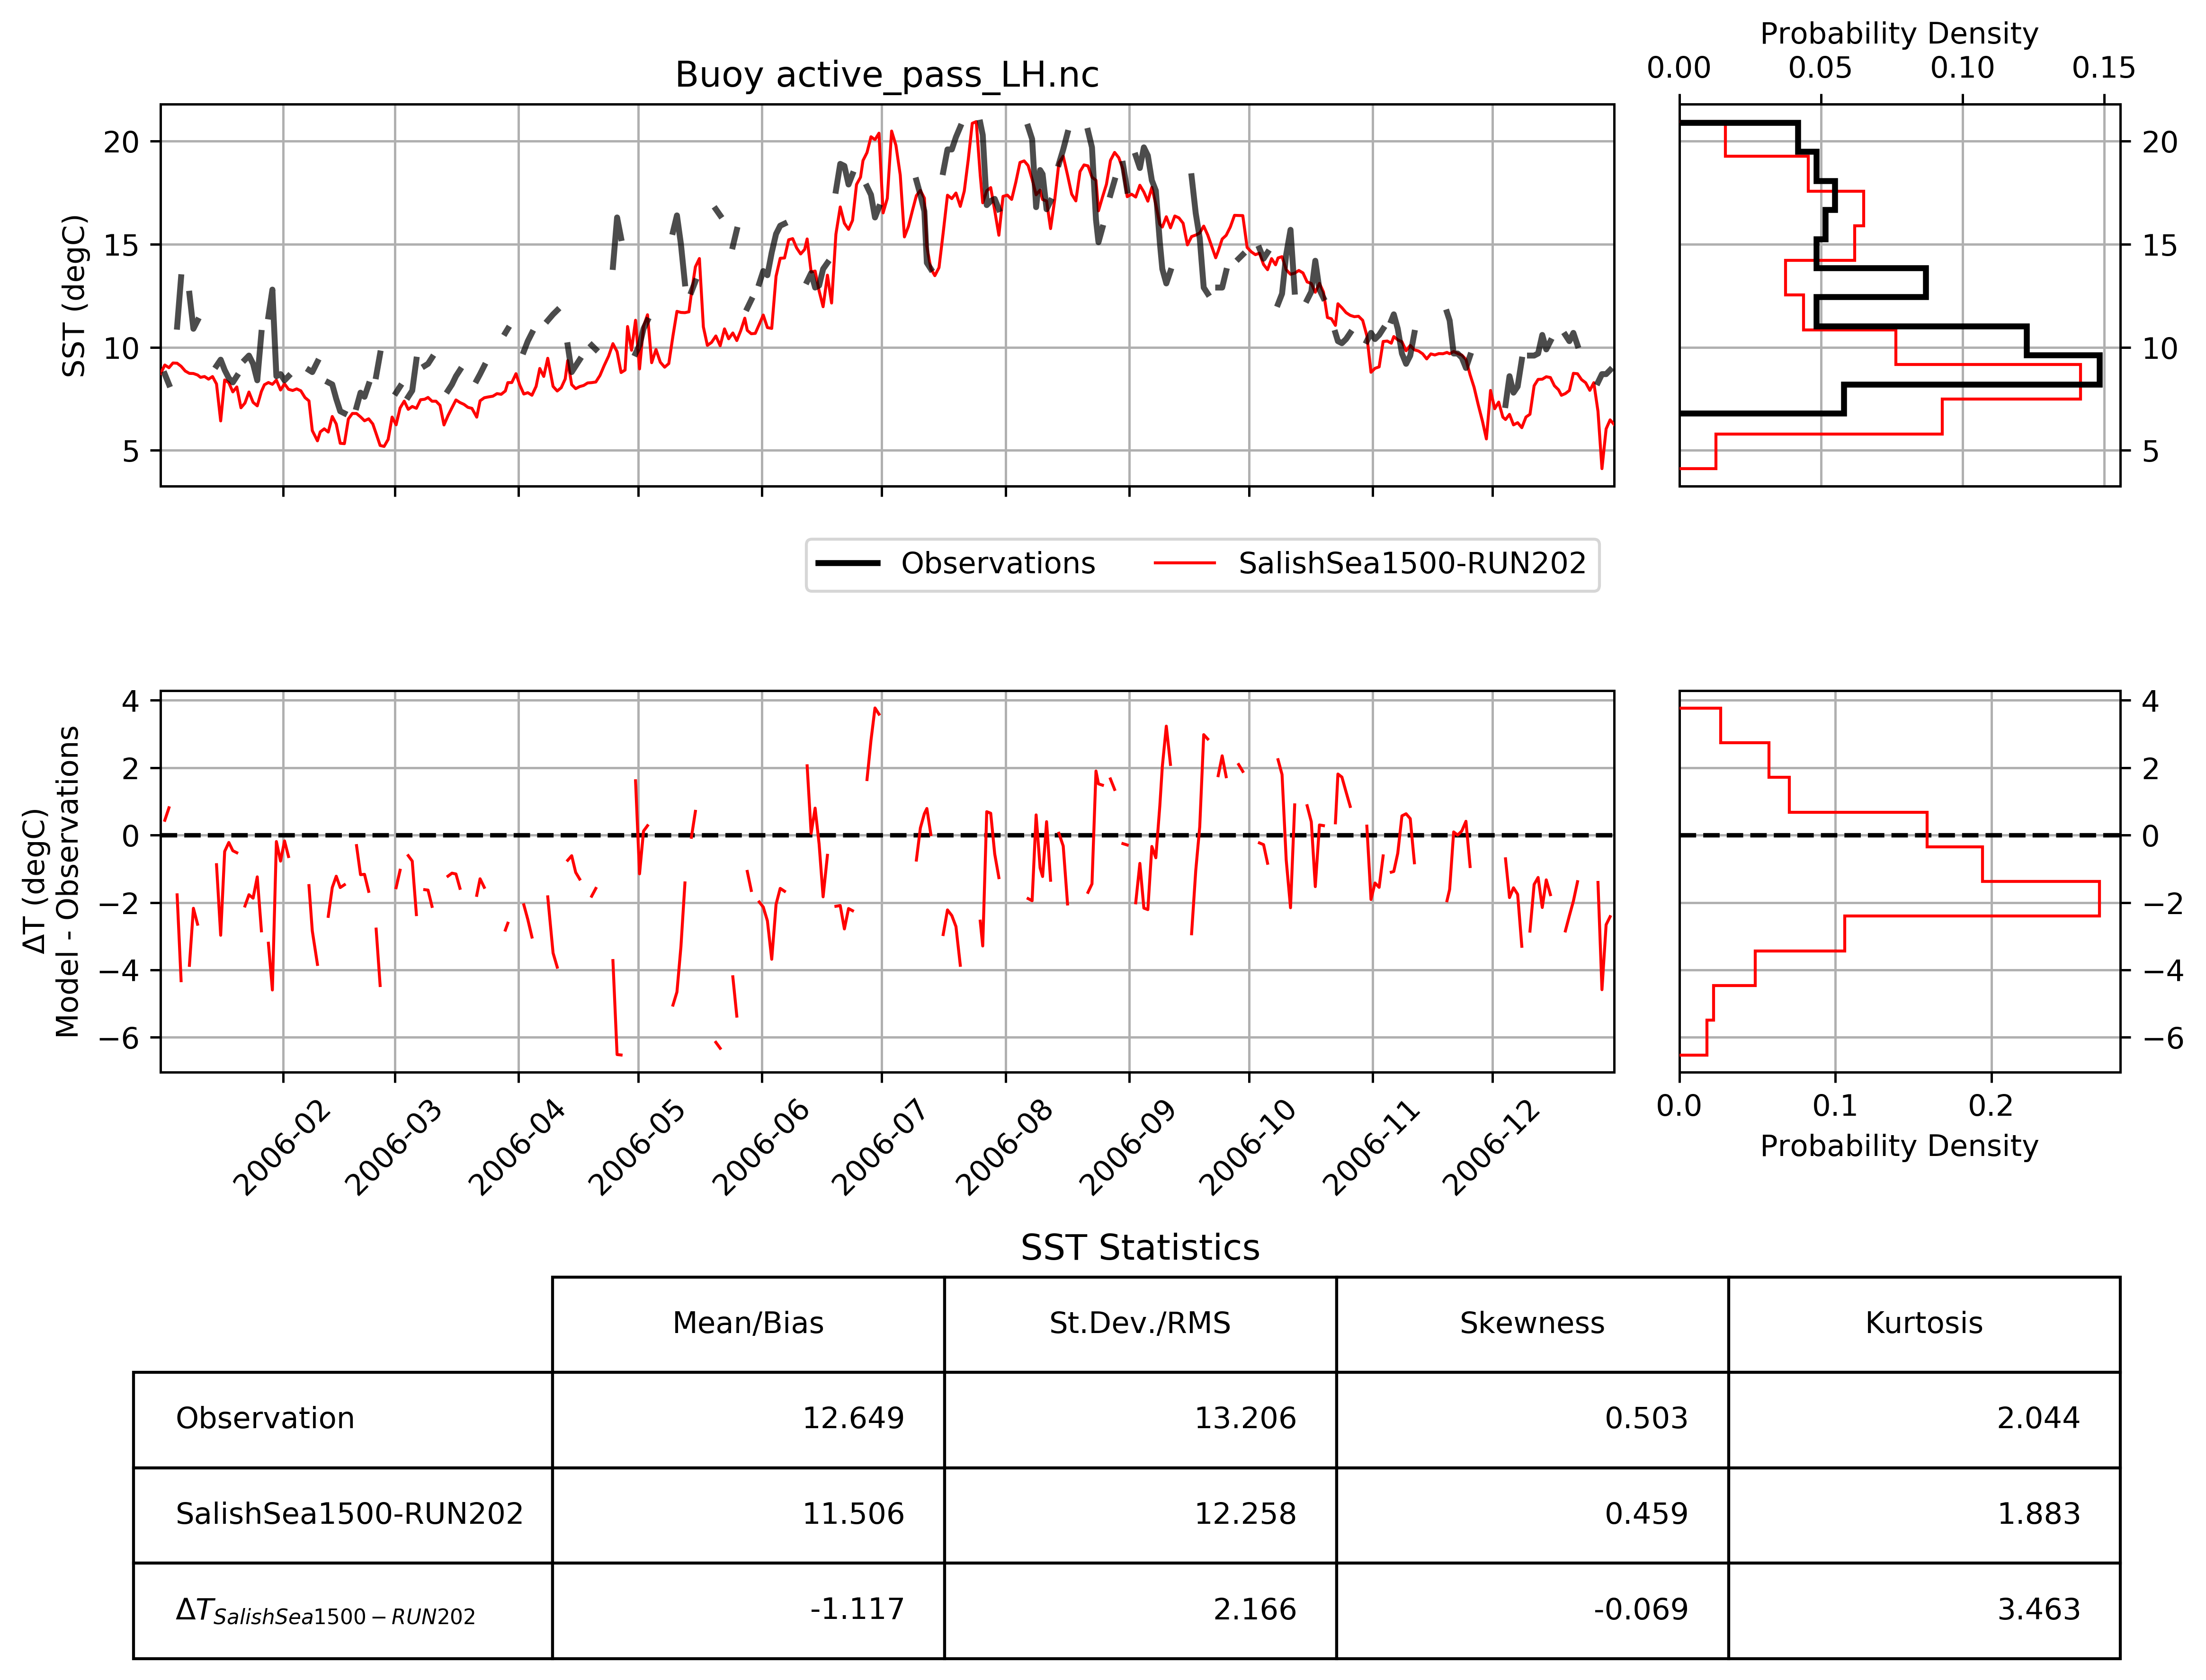 Probability Density
0.00 0.05 0.10 0.15
Buoy active_pass_LH.nc
SST (degC)
20
15
10
5
20
15
10
5
Observations SalishSea1500-RUN202
ΔT (degC)
Model - Observations
4
2
0
−2
−4
−6
4
2
0
−2
−4
−6
2006-02 2006-03 2006-04 2006-05 2006-06 2006-07 2006-08 2006-09 2006-10 2006-11 2006-12
0.0 0.1 0.2
Probability Density
SST Statistics
Mean/Bias St.Dev./RMS Skewness Kurtosis
Observation 12.649 13.206 0.503 2.044
SalishSea1500-RUN202 11.506 12.258 0.459 1.883
ΔT SalishSea1500−RUN202 -1.117 2.166 -0.069 3.463